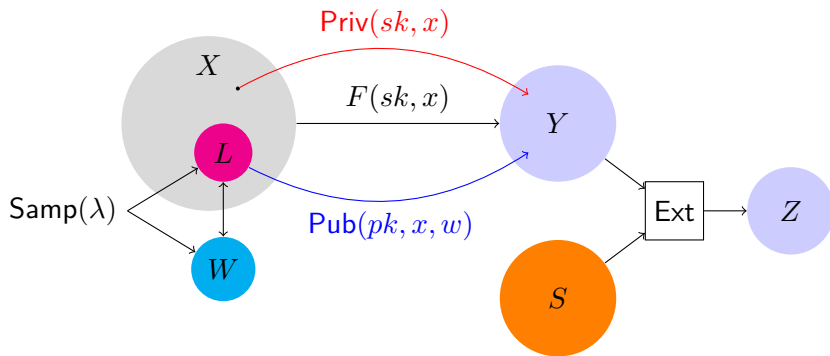 Priv(sk, x)
X
F(sk, x)
Y
L
Samp(λ)
Ext
Z
Pub(pk, x, w)
W
S